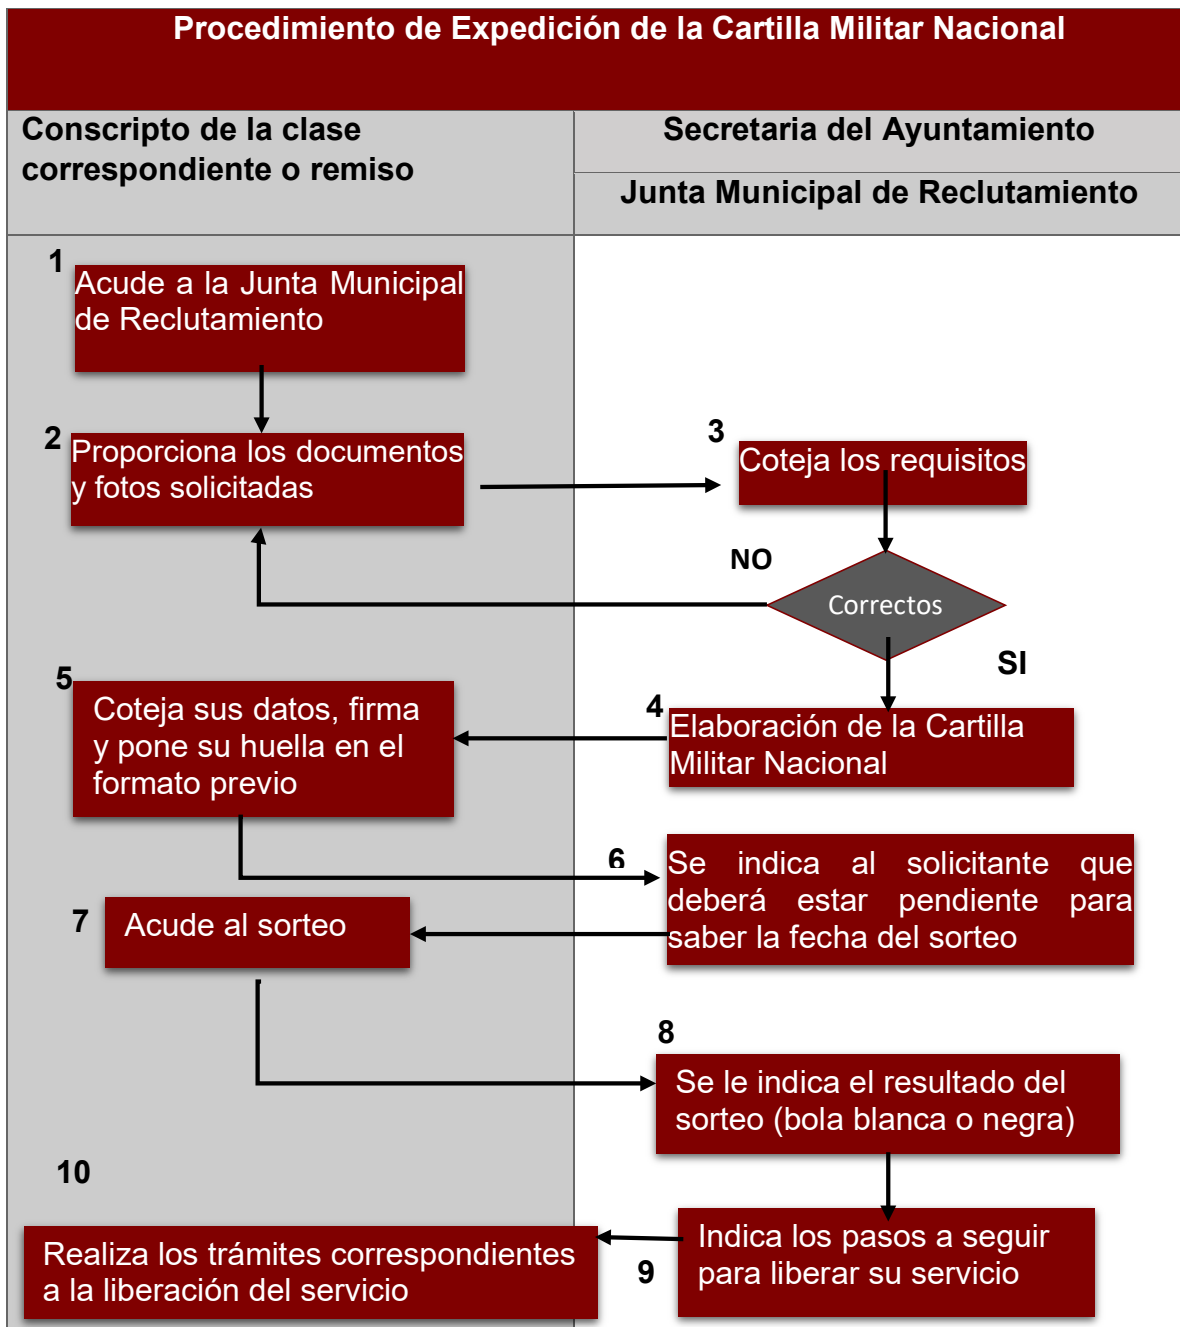 Procedimiento de Expedición de la Cartilla Militar Nacional
Conscripto de la clase
correspondiente o remiso
Secretaria del Ayuntamiento
Junta Municipal de Reclutamiento
1
Acude a la Junta Municipal
de Reclutamiento
2
Proporciona los documentos
y fotos solicitadas
3
Coteja los requisitos
NO
Correctos
SI
4
Elaboración de la Cartilla
Militar Nacional
5
Coteja sus datos, firma
y pone su huella en el
formato previo
6
Se indica al solicitante que
deberá estar pendiente para
saber la fecha del sorteo
7
Acude al sorteo
8
Se le indica el resultado del
sorteo (bola blanca o negra)
9
Indica los pasos a seguir
para liberar su servicio
10
Realiza los trámites correspondientes
a la liberación del servicio